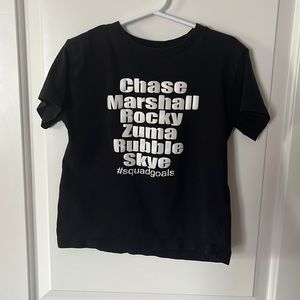 Chase
Marshall
Rocky
Zuma
Rubble
Skye
#squadgoals